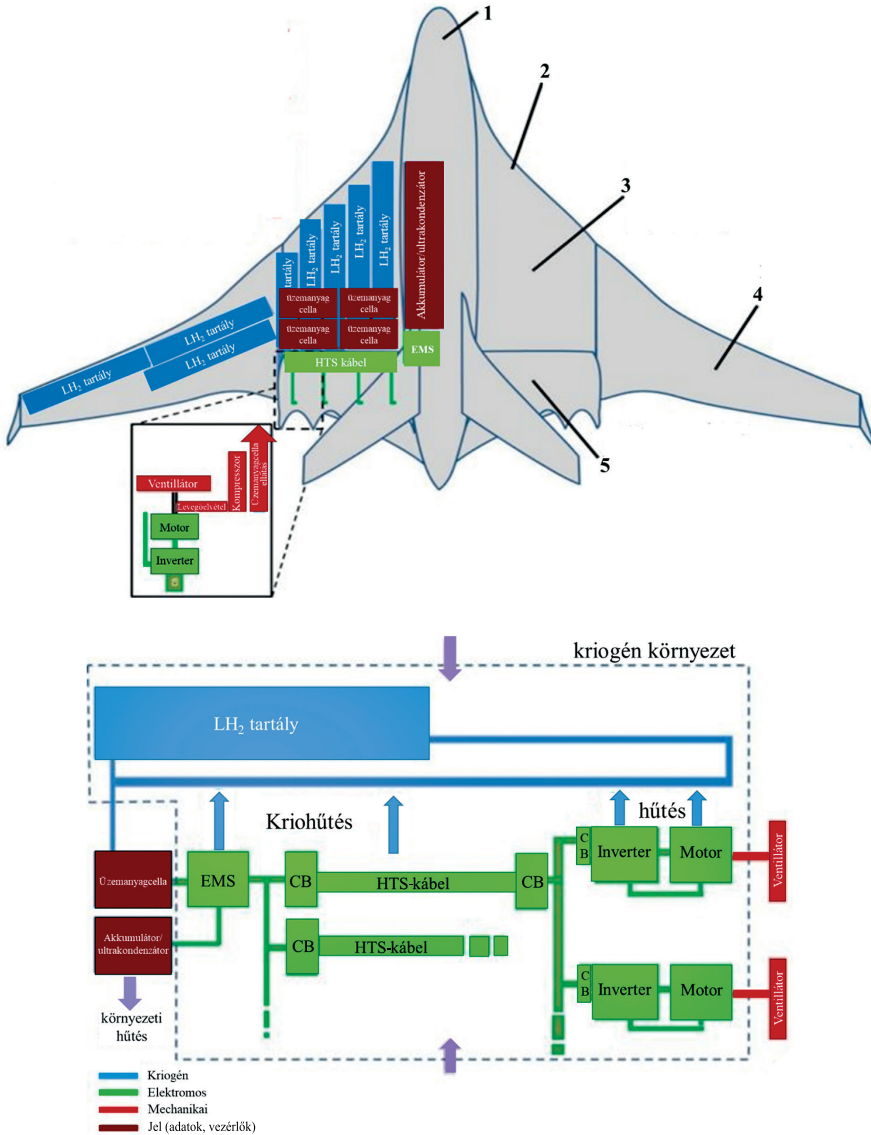 1
2
3
4
5
LH₂ tartály
LH₂ tartály
LH₂ tartály
LH₂ tartály
tartály
Akkumulátor/ultrakondenzátor
üzemanyag
cella
üzemanyag
cella
üzemanyag
cella
üzemanyag
cella
LH₂ tartály
LH₂ tartály
LH₂ tartály
EMS
HTS kábel
Ventillátor
Levegőelvétel
Kompresszor
Üzemanyagcella
ellátás
Motor
Inverter
kriogén környezet
LH₂ tartály
Kriohűtés
hűtés
Üzemanyagcella
EMS
CB
HTS-kábel
CB
C
B
Inverter
Motor
Ventillátor
Akkumulátor/
ultrakondenzátor
CB
HTS-kábel
C
B
Inverter
Motor
Ventillátor
környezeti
hűtés
Kriogén
Elektromos
Mechanikai
Jel (adatok, vezérlők)